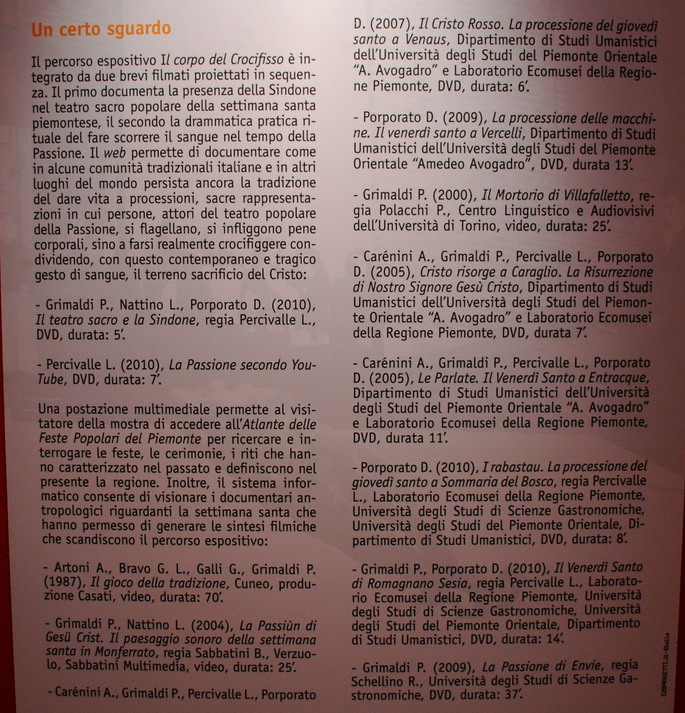 Un certo sguardo
Il percorso espositivo Il corpo del Crocifisso è in-
tegrato da due brevi filmati proiettati in sequen-
za. Il primo documenta la presenza della Sindone
nel teatro sacro popolare della settimana santa
piemontese, il secondo la drammatica pratica ri-
tuale del fare scorrere il sangue nel tempo della
Passione. Il web permette di documentare come
in alcune comunità tradizionali italiane e in altri
luoghi del mondo persista ancora la tradizione
del dare vita a processioni, sacre rappresenta-
zioni in cui persone, attori del teatro popolare
della Passione, si flagellano, si infliggono pene
corporali, sino a farsi realmente crocifiggere con-
dividendo, con questo contemporaneo e tragico
gesto di sangue, il terreno sacrificio del Cristo:
- Grimaldi P., Nattino L., Porporato D. (2010),
Il teatro sacro e la Sindone, regia Percivalle L.,
DVD, durata: 5’.
- Percivalle L. (2010), La Passione secondo You-
Tube, DVD, durata: 7’.
Una postazione multimediale permette al visi-
tatore della mostra di accedere all’Atlante delle
Feste Popolari del Piemonte per ricercare e in-
terrogare le feste, le cerimonie, i riti che han-
no caratterizzato nel passato e definiscono nel
presente la regione. Inoltre, il sistema infor-
matico consente di visionare i documentari an-
tropologici riguardanti la settimana santa che
hanno permesso di generare le sintesi filmiche
che scandiscono il percorso espositivo:
- Artoni A., Bravo G. L., Galli G., Grimaldi P.
(1987), Il gioco della tradizione, Cuneo, produ-
zione Casati, video, durata: 70’.
- Grimaldi P., Nattino L. (2004), La Passiùn di
Gesü Crist. Il paesaggio sonoro della settimana
santa in Monferrato, regia Sabbatini B., Verzuo-
lo, Sabbatini Multimedia, video, durata: 25’.
- Carénini A., Grimaldi P., Percivalle L., Porporato
D. (2007), Il Cristo Rosso. La processione del giovedì
santo a Venaus, Dipartimento di Studi Umanistici
dell’Università degli Studi del Piemonte Orientale
“A. Avogadro” e Laboratorio Ecomusei della Regio-
ne Piemonte, DVD, durata: 6’.
- Porporato D. (2009), La processione delle macchi-
ne. Il venerdì santo a Vercelli, Dipartimento di Studi
Umanistici dell’Università degli Studi del Piemonte
Orientale “Amedeo Avogadro”, DVD, durata 13’.
- Grimaldi P. (2000), Il Mortorio di Villafalletto, re-
gia Polacchi P., Centro Linguistico e Audiovisivi
dell’Università di Torino, video, durata: 25’.
- Carénini A., Grimaldi P., Percivalle L., Porporato
D. (2005), Cristo risorge a Caraglio. La Risurrezione
di Nostro Signore Gesù Cristo, Dipartimento di Studi
Umanistici dell’Università degli Studi del Piemon-
te Orientale “A. Avogadro” e Laboratorio Ecomusei
della Regione Piemonte, DVD, durata 7’.
- Carénini A., Grimaldi P., Percivalle L., Porporato
D. (2005), Le Parlate. Il Venerdì Santo a Entracque,
Dipartimento di Studi Umanistici dell’Università
degli Studi del Piemonte Orientale “A. Avogadro”
e Laboratorio Ecomusei della Regione Piemonte,
DVD, durata 11’.
- Porporato D. (2010), I rabastau. La processione del
giovedì santo a Sommaria del Bosco, regia Percivalle
L., Laboratorio Ecomusei della Regione Piemonte,
Università degli Studi di Scienze Gastronomiche,
Università degli Studi del Piemonte Orientale, Di-
partimento di Studi Umanistici, DVD, durata: 8’.
- Grimaldi P., Porporato D. (2010), Il Venerdì Santo
di Romagnano Sesia, regia Percivalle L., Laborato-
rio Ecomusei della Regione Piemonte, Università
degli Studi di Scienze Gastronomiche, Università
degli Studi del Piemonte Orientale, Dipartimento
di Studi Umanistici, DVD, durata: 14’.
- Grimaldi P. (2009), La Passione di Envie, regia
Schellino R., Università degli Studi di Scienze Ga-
stronomiche, DVD, durata: 37’.